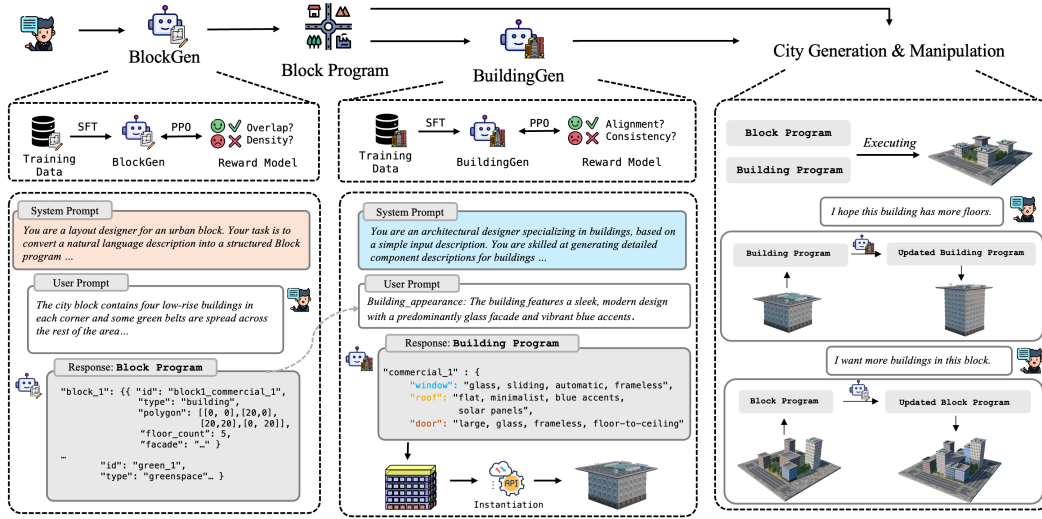 BlockGen
Block Program
BuildingGen
City Generation & Manipulation
SFT
PPO
Overlap?
Density?
Training
Data
BlockGen
Reward Model
System Prompt
You are a layout designer for an urban block. Your task is to
convert a natural language description into a structured Block
program …
User Prompt
The city block contains four low-rise buildings in
each corner and some green belts are spread across
the rest of the area…
Response: Block Program
"block_1": {{ "id": "block1_commercial_1",
"type": "building",
"polygon": [[0, 0],[20,0],
[20,20],[0, 20]],
"floor_count": 5,
"facade": "…" }
…
"id": "green_1",
"type": "greenspace"… }
SFT
PPO
Alignment?
Consistency?
Training
Data
BuildingGen
Reward Model
System Prompt
You are an architectural designer specializing in buildings, based on
a simple input description. You are skilled at generating detailed
component descriptions for buildings …
User Prompt
Building_appearance: The building features a sleek, modern design
with a predominantly glass facade and vibrant blue accents.
Response: Building Program
"commercial_1" : {
"window": "glass, sliding, automatic, frameless",
"roof": "flat, minimalist, blue accents,
solar panels",
"door": "large, glass, frameless, floor-to-ceiling"
API
Instantiation
Block Program
Building Program
Executing
I hope this building has more floors.
Building Program
Updated Building Program
I want more buildings in this block.
Block Program
Updated Block Program